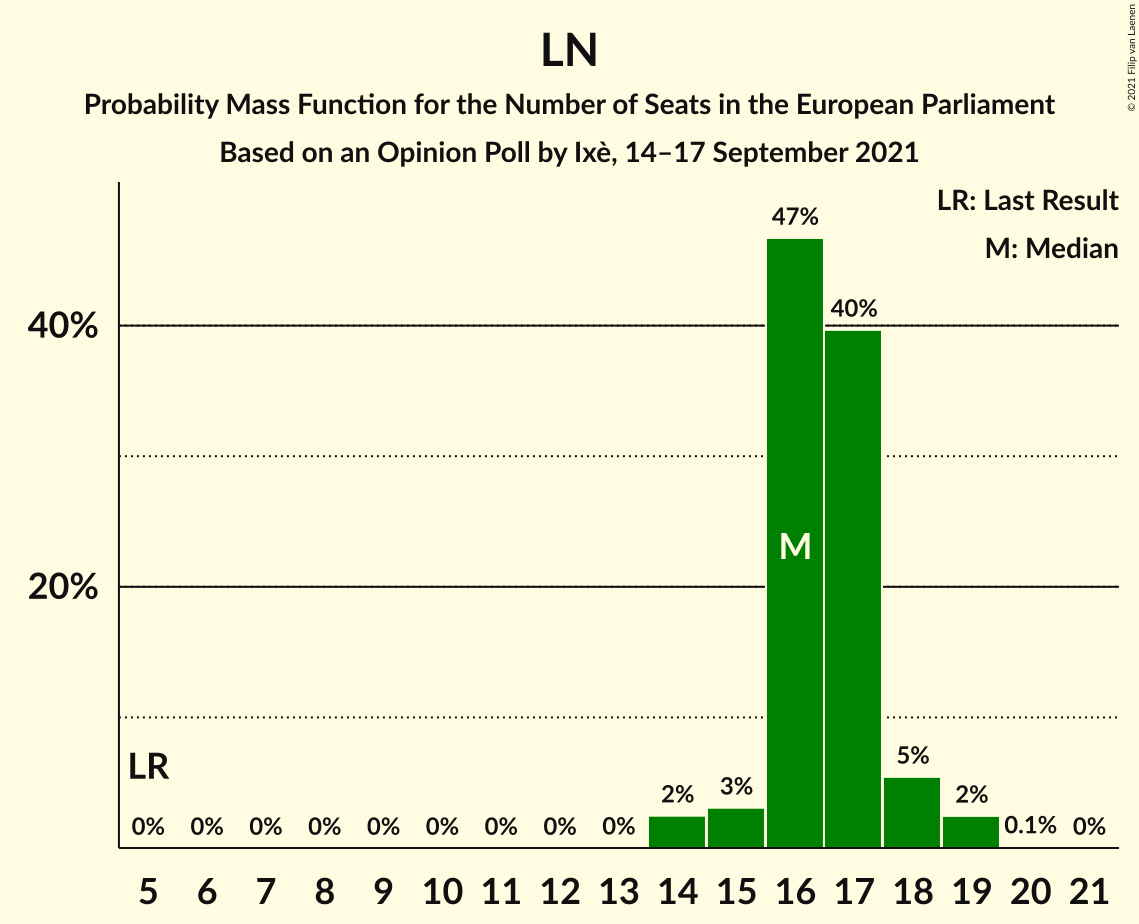 LN
Probability Mass Function for the Number of Seats in the European Parliament
Based on an Opinion Poll by Ixè, 14–17 September 2021
© 2021 Filip van Laenen
LR: Last Result
M: Median
47%
40%
40%
M
20%
LR
5%
2%
3%
2%
0%
0%
0%
0%
0%
0%
0%
0%
0%
0.1%
0%
5 6 7 8 9 10 11 12 13 14 15 16 17 18 19 20 21